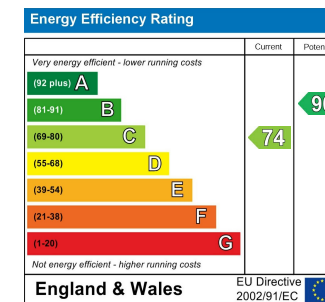 Energy Efficiency Rating
Current
Very energy efficient - lower running costs
(92 plus) A
(81-91) B
(69-80) C
74
(55-68) D
(39-54) E
(21-38) F
(1-20) G
Not energy efficient - higher running costs
England & Wales
EU Directive
2002/91/EC